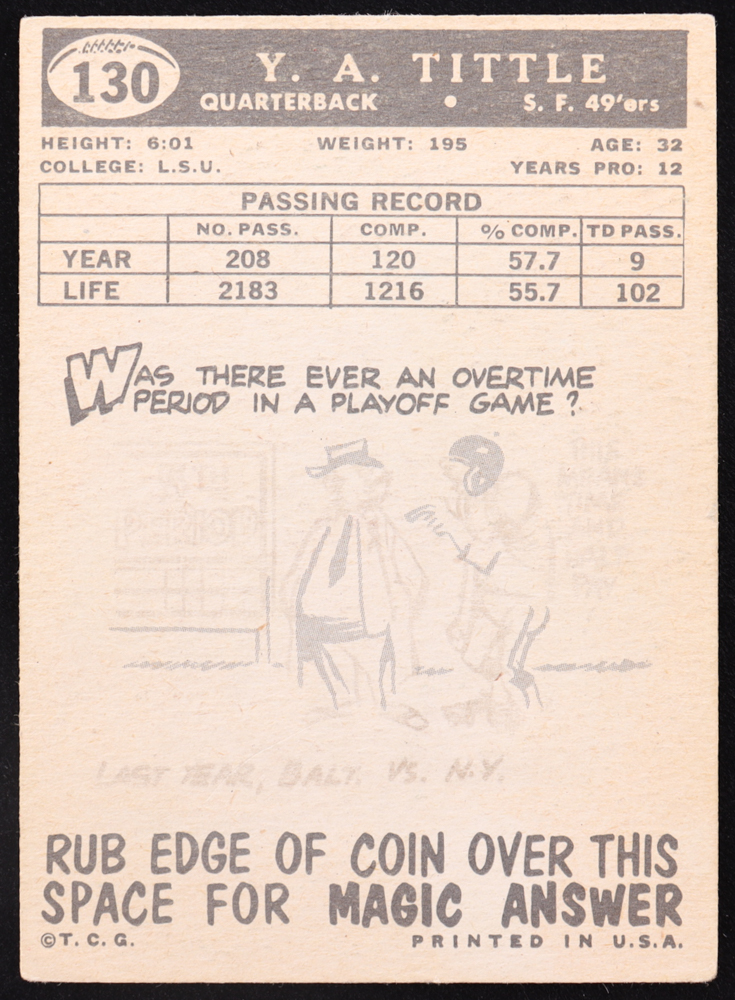 130
Y. A. TITTLE
QUARTERBACK • S. F. 49'ers
HEIGHT: 6:01 WEIGHT: 195 AGE: 32
COLLEGE: L.S.U. YEARS PRO: 12
PASSING RECORD
NO. PASS. COMP. % COMP. TD PASS.
YEAR 208 120 57.7 9
LIFE 2183 1216 55.7 102
WAS THERE EVER AN OVERTIME
PERIOD IN A PLAYOFF GAME?
PERIOD
LAST YEAR, BALT. VS. N.Y.
RUB EDGE OF COIN OVER THIS
SPACE FOR MAGIC ANSWER
©T. C. G. PRINTED IN U.S.A.